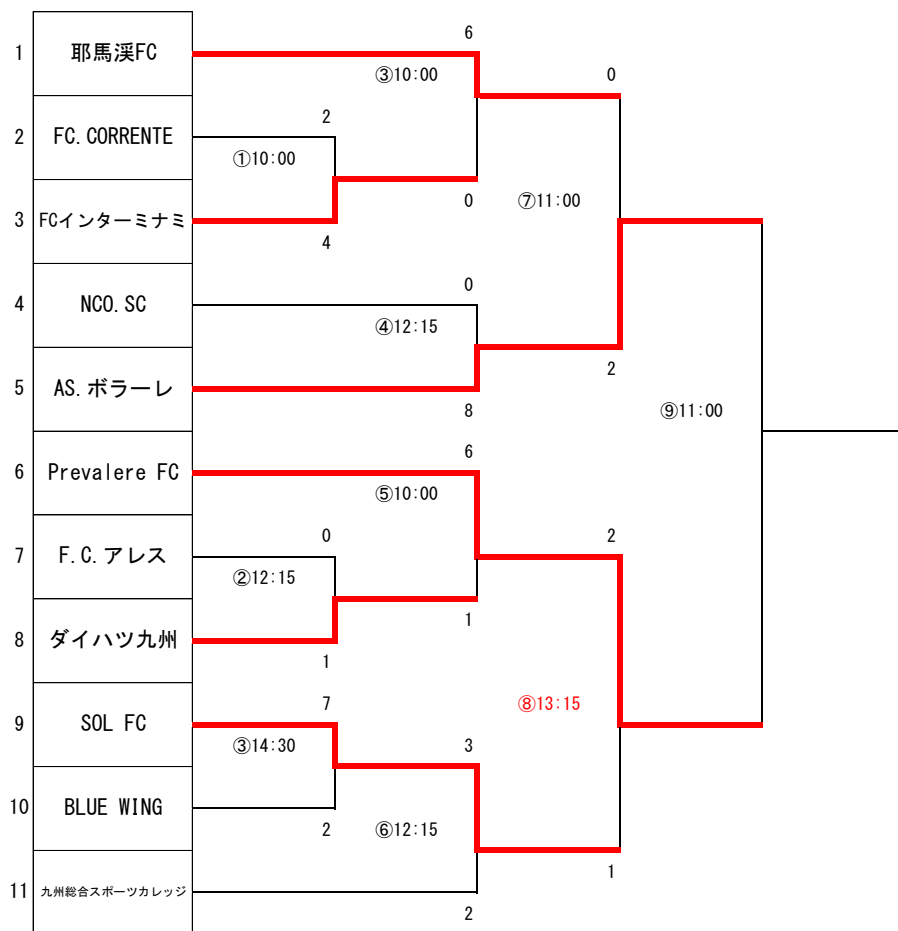 6
1 耶馬渓FC
③10:00 0
2
2 FC.CORRENTE
①10:00
0 ⑦11:00
3 FCインターミナミ
4
0
4 NCO.SC
④12:15
2
5 AS.ボラーレ
8 ⑨11:00
6
6 Prevalere FC
⑤10:00
0 2
7 F.C.アレス
②12:15
1
8 ダイハツ九州
1
7 ⑧13:15
9 SOL FC
③14:30 3
10 BLUE WING
2 ⑥12:15
1
11 九州総合スポーツカレッジ
2